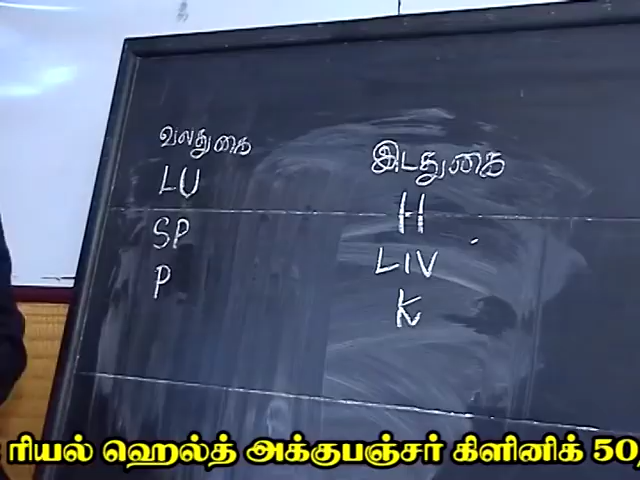 வலதுகை
LU
SP
P
இடதுகை
H
LIV
K
ரியல் ஹெல்த் அக்குபஞ்சர் கிளினிக் 50,